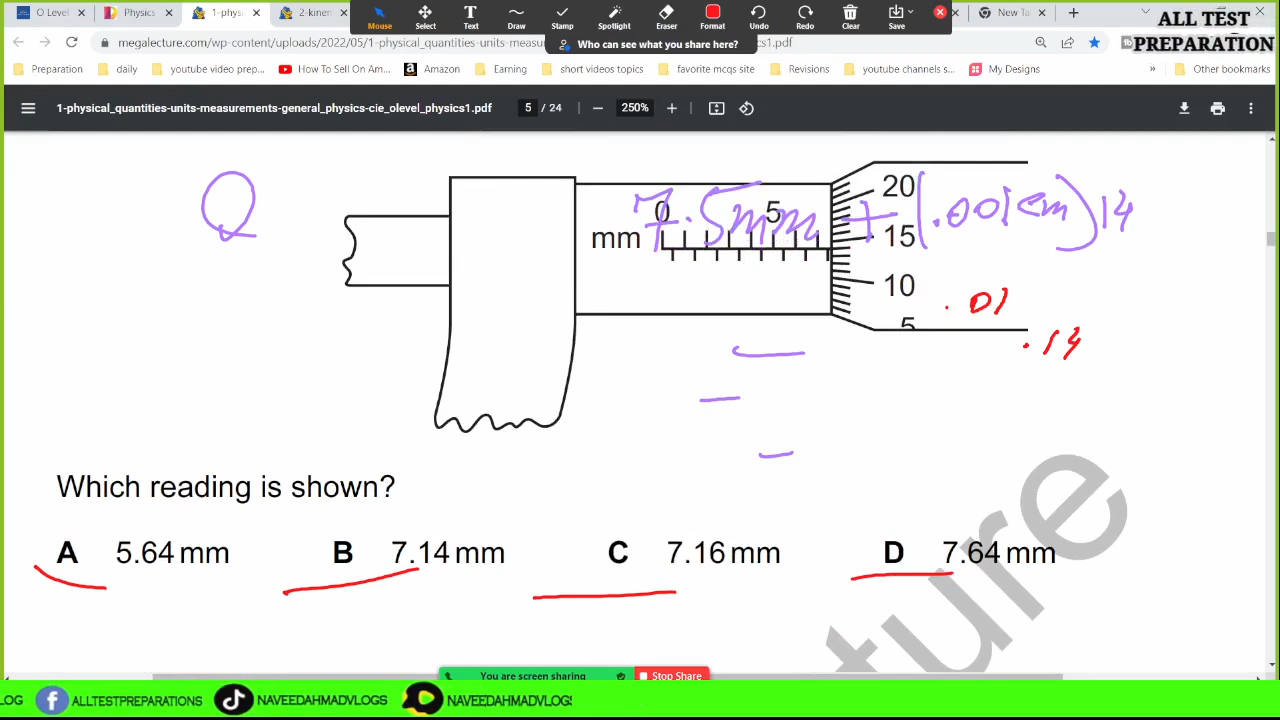 O Level
Physics
1-phys
2-kinem
New Ta
Mouse
Select
Text
Draw
Stamp
Spotlight
Eraser
Format
Undo
Redo
Clear
Save
ALL TEST
PREPARATION
megalecture.com/wp-content/uploads/2022/05/1-physical_quantities-units-measu
Who can see what you share here?
ics1.pdf
Preparation
daily
youtube video prep...
How To Sell On Am...
Amazon
Earning
short videos topics
favorite mcqs site
Revisions
youtube channel s...
My Designs
»
Other bookmarks
1-physical_quantities-units-measurements-general_physics-cie_olevel_physics1.pdf
5 / 24
250%
Q
0 5
mm
20
15
10
5
7.5mm + (.001cm) 14
.01
.14
Which reading is shown?
A 5.64 mm B 7.14 mm C 7.16 mm D 7.64 mm
ture
You are screen sharing
Stop Share
LOG
ALLTESTPREPARATIONS
NAVEEDAHMADVLOGS
NAVEEDAHMADVLOGS